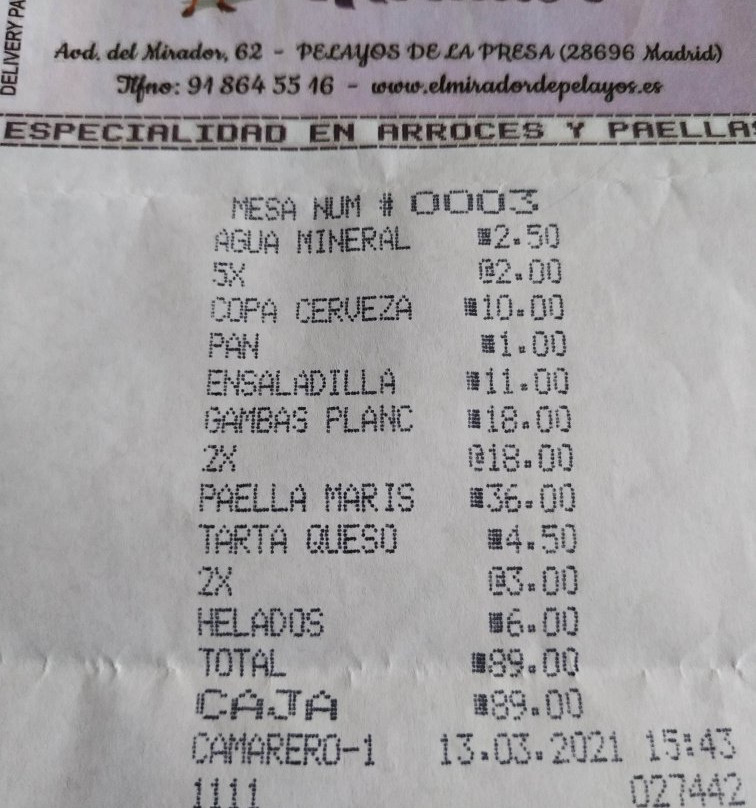 DELIVERY PA
Avd. del Mirador, 62 - PELAYOS DE LA PRESA (28696 Madrid)
Tlfno: 91 864 55 16 - www.elmiradordepelayos.es
ESPECIALIDAD EN ARROCES Y PAELLAS
MESA NUM # 0003
AGUA MINERAL 2.50
5X @2.00
COPA CERVEZA 10.00
PAN 1.00
ENSALADILLA 11.00
GAMBAS PLANC 18.00
2X @18.00
PAELLA MARIS 36.00
TARTA QUESO 4.50
2X @3.00
HELADOS 6.00
TOTAL 89.00
CAJA 89.00
CAMARERO-1 13.03.2021 15:43
1111 027442